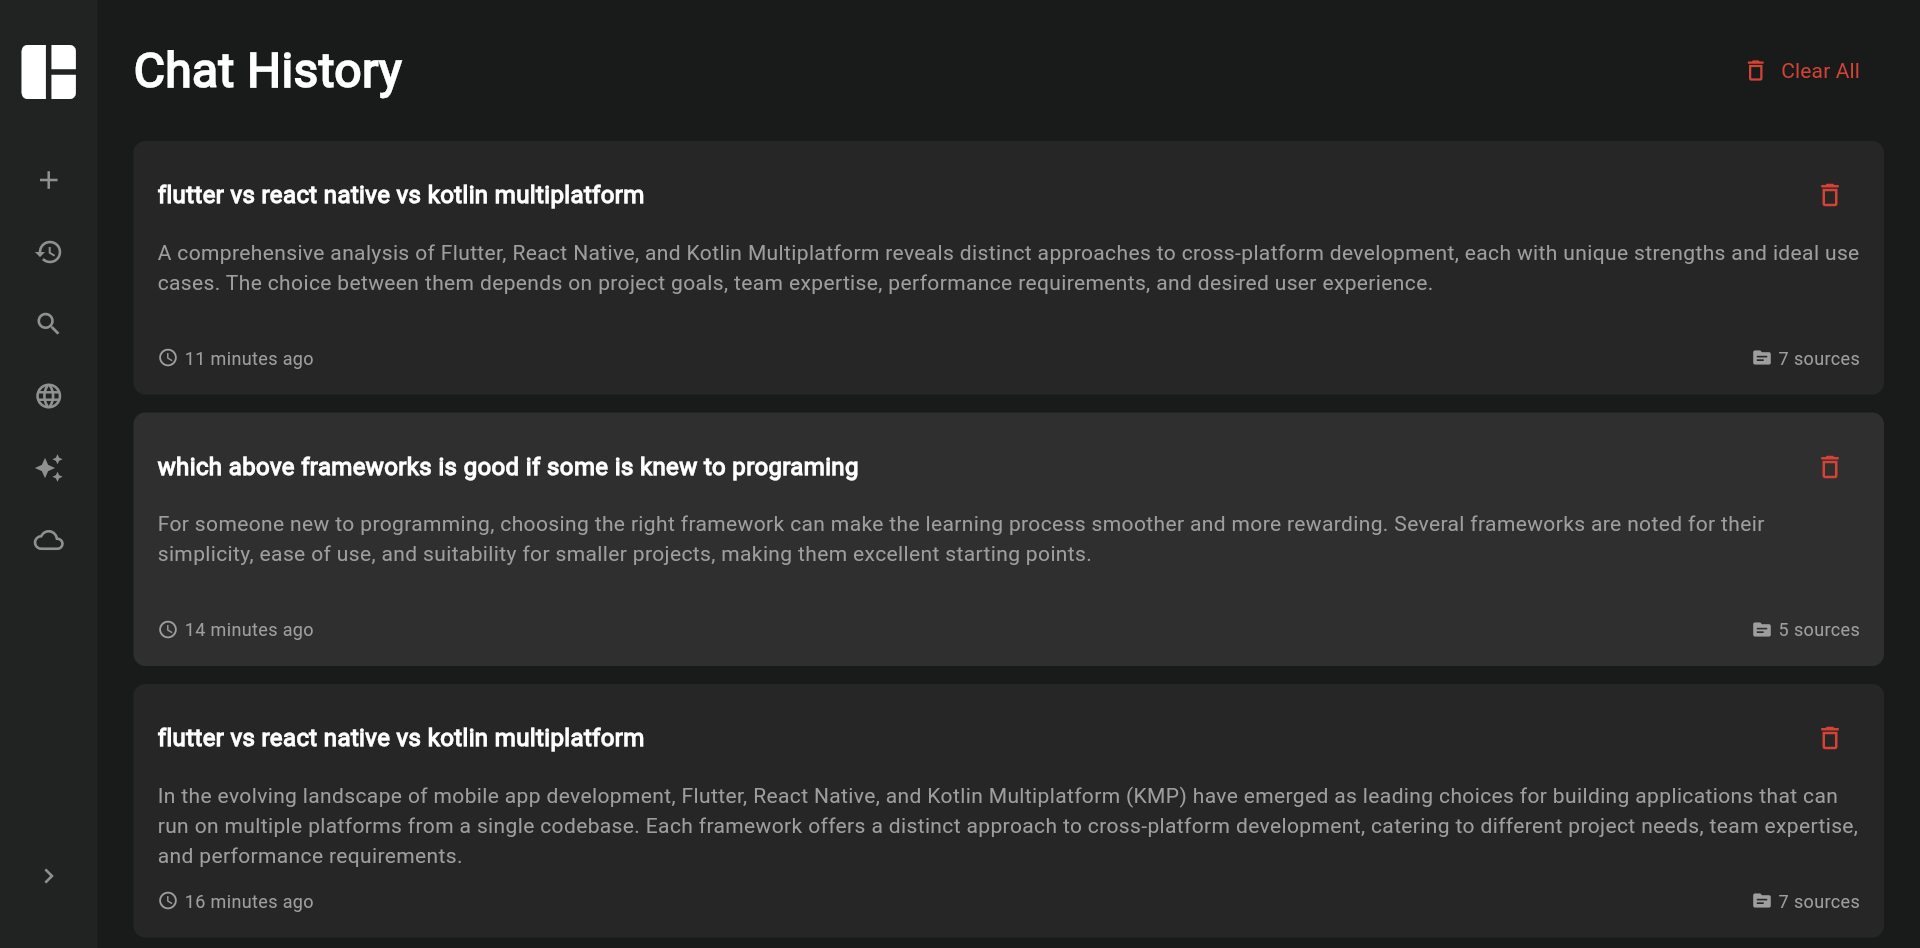 Chat History
Clear All
flutter vs react native vs kotlin multiplatform
A comprehensive analysis of Flutter, React Native, and Kotlin Multiplatform reveals distinct approaches to cross-platform development, each with unique strengths and ideal use
cases. The choice between them depends on project goals, team expertise, performance requirements, and desired user experience.
11 minutes ago
7 sources
which above frameworks is good if some is knew to programing
For someone new to programming, choosing the right framework can make the learning process smoother and more rewarding. Several frameworks are noted for their
simplicity, ease of use, and suitability for smaller projects, making them excellent starting points.
14 minutes ago
5 sources
flutter vs react native vs kotlin multiplatform
In the evolving landscape of mobile app development, Flutter, React Native, and Kotlin Multiplatform (KMP) have emerged as leading choices for building applications that can
run on multiple platforms from a single codebase. Each framework offers a distinct approach to cross-platform development, catering to different project needs, team expertise,
and performance requirements.
16 minutes ago
7 sources